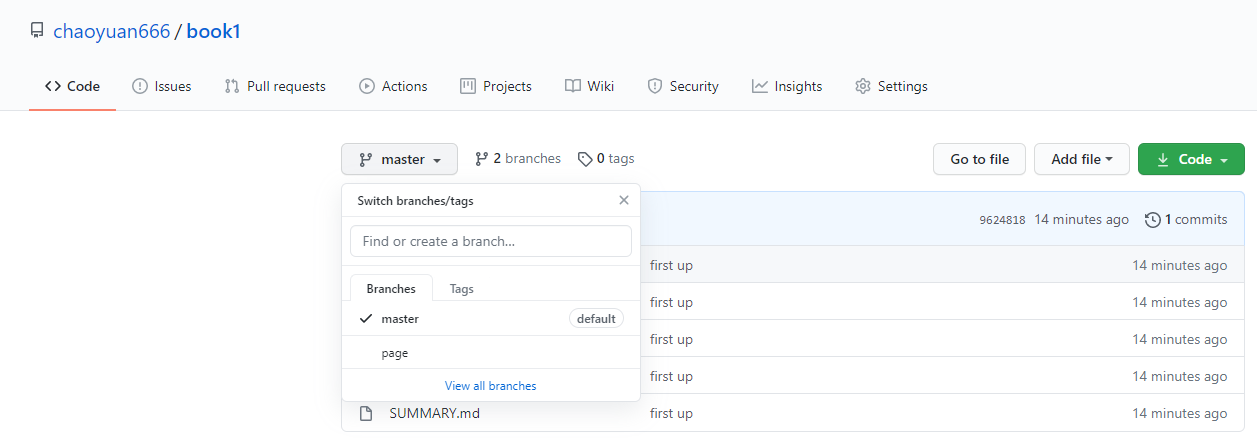 chaoyuan666 / book1
Code Issues Pull requests Actions Projects Wiki Security Insights Settings
master 2 branches 0 tags Go to file Add file Code
Switch branches/tags
9624818 14 minutes ago 1 commits
Find or create a branch...
first up 14 minutes ago
Branches Tags
first up 14 minutes ago
master default
first up 14 minutes ago
page
first up 14 minutes ago
View all branches
SUMMARY.md first up 14 minutes ago